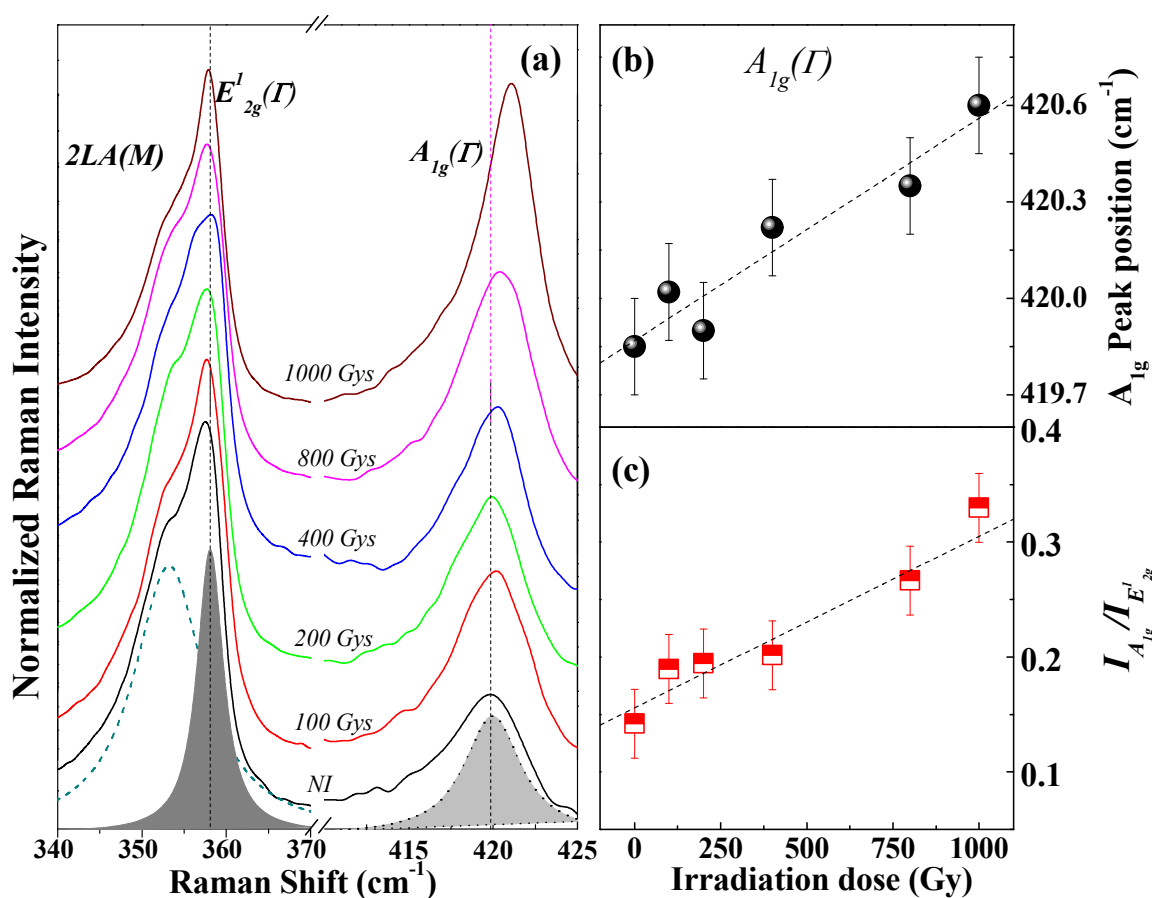 (a)
E¹₂g(Γ)
2LA(M)
A₁g(Γ)
1000 Gys
800 Gys
400 Gys
200 Gys
100 Gys
NI
Normalized Raman Intensity
340 350 360 370 415 420 425
Raman Shift (cm⁻¹)
(b)
A₁g(Γ)
420.6
420.3
420.0
419.7
A₁g Peak position (cm⁻¹)
(c)
0.4
0.3
0.2
0.1
I_A₁g/I_E¹₂g
0 250 500 750 1000
Irradiation dose (Gy)